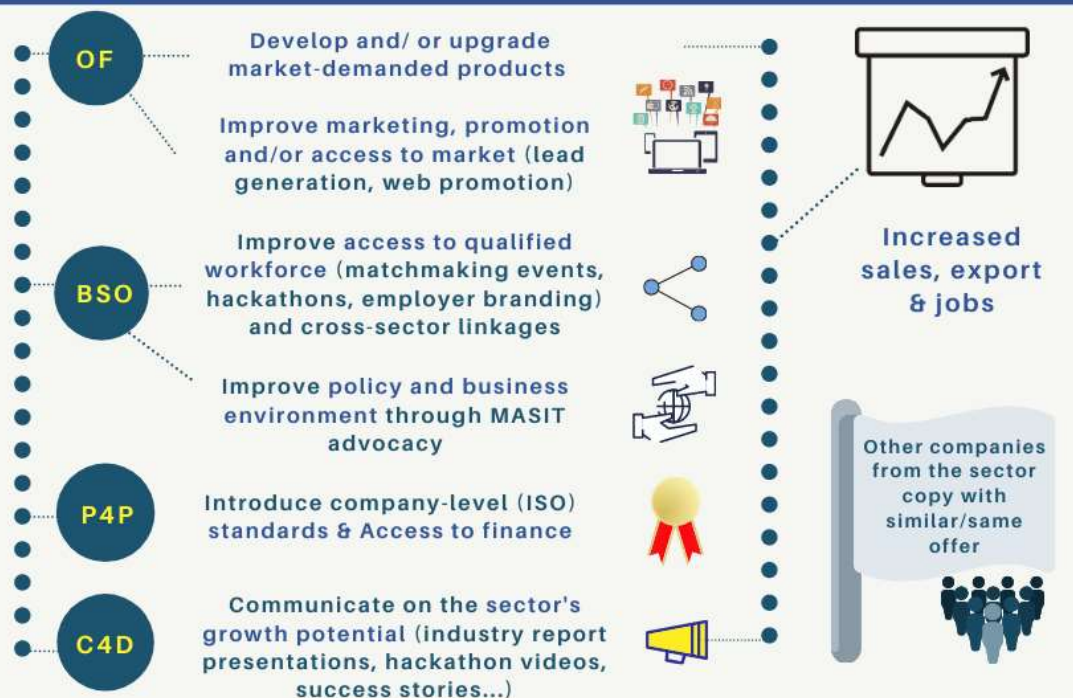 OF
Develop and/ or upgrade
market-demanded products
Improve marketing, promotion
and/or access to market (lead
generation, web promotion)
BSO
Improve access to qualified
workforce (matchmaking events,
hackathons, employer branding)
and cross-sector linkages
Improve policy and business
environment through MASIT
advocacy
P4P
Introduce company-level (ISO)
standards & Access to finance
C4D
Communicate on the sector's
growth potential (industry report
presentations, hackathon videos,
success stories...)
Increased
sales, export
& jobs
Other companies
from the sector
copy with
similar/same
offer